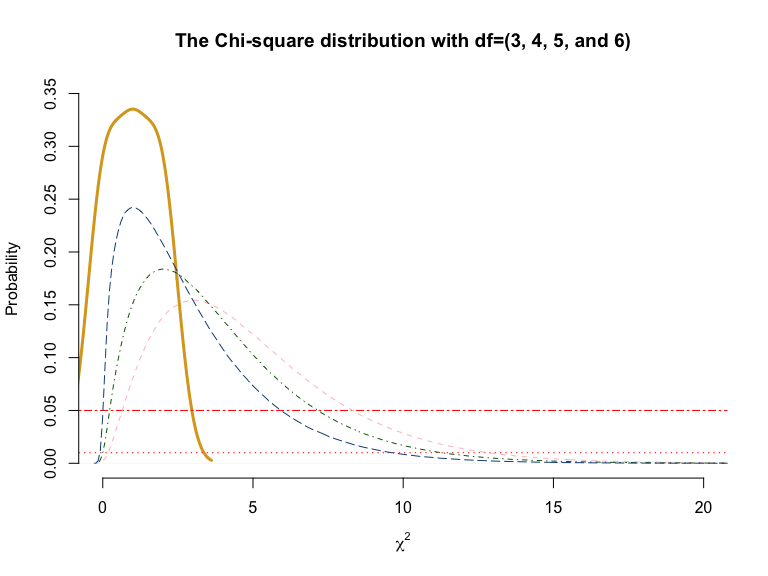 The Chi-square distribution with df=(3, 4, 5, and 6)
0.35
0.30
0.25
0.20
0.15
0.10
0.05
0.00
Probability
0 5 10 15 20
χ²